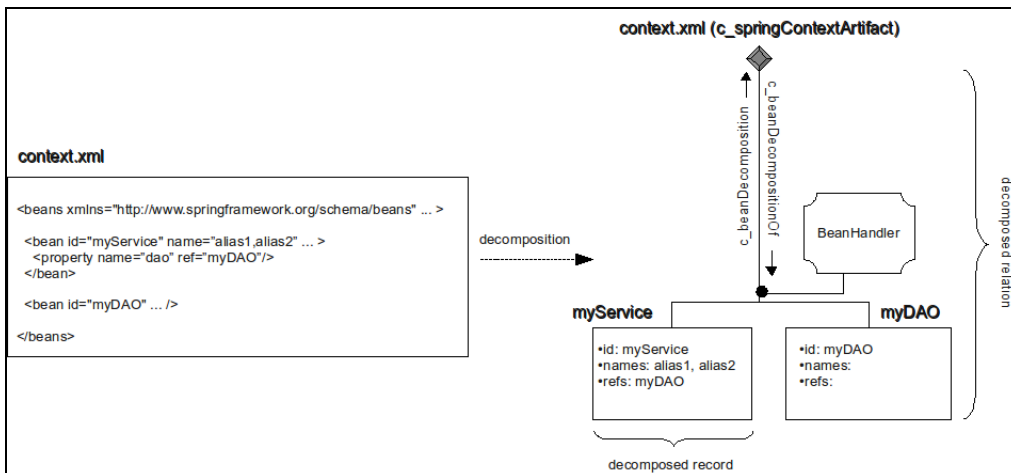 context.xml (c_springContextArtifact)
c_beanDecomposition
c_beanDecompositionOf
decomposed relation
context.xml
<beans xmlns="http://www.springframework.org/schema/beans" ... >
<bean id="myService" name="alias1,alias2" ... >
<property name="dao" ref="myDAO"/>
</bean>
<bean id="myDAO" ... />
</beans>
decomposition
BeanHandler
myService
•id: myService
•names: alias1, alias2
•refs: myDAO
myDAO
•id: myDAO
•names:
•refs:
decomposed record